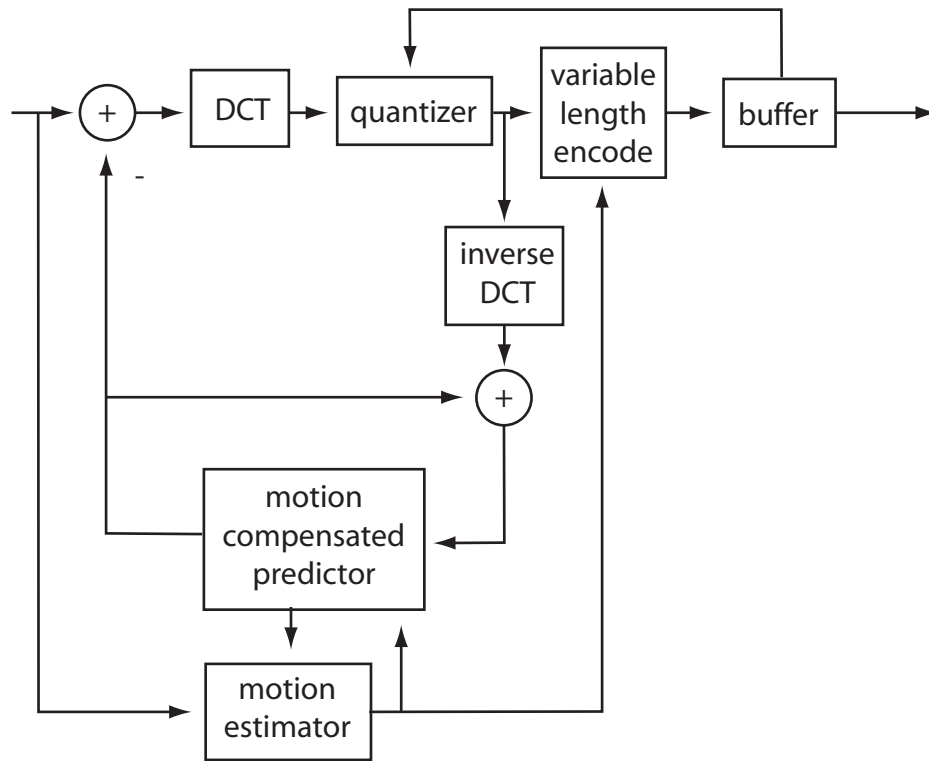 +
DCT
quantizer
variable
length
encode
buffer
-
inverse
DCT
+
motion
compensated
predictor
motion
estimator